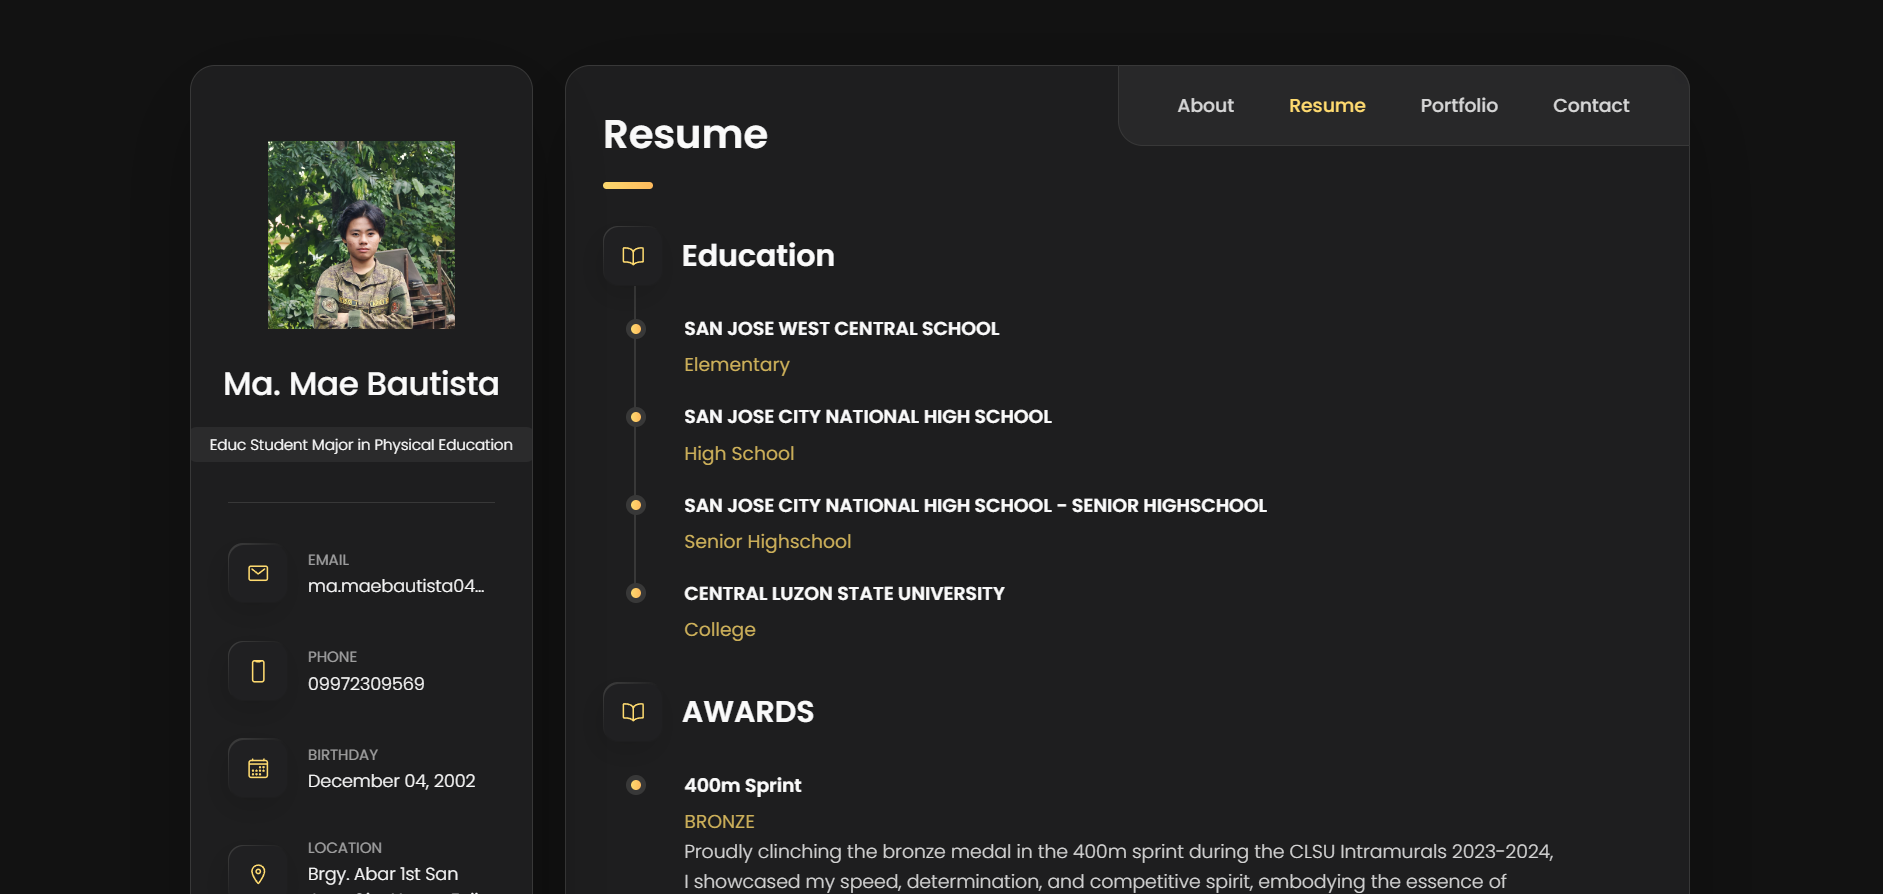 Ma. Mae Bautista
Educ Student Major in Physical Education
EMAIL
ma.maebautista04...
PHONE
09972309569
BIRTHDAY
December 04, 2002
LOCATION
Brgy. Abar 1st San
About
Resume
Portfolio
Contact
Resume
Education
SAN JOSE WEST CENTRAL SCHOOL
Elementary
SAN JOSE CITY NATIONAL HIGH SCHOOL
High School
SAN JOSE CITY NATIONAL HIGH SCHOOL - SENIOR HIGHSCHOOL
Senior Highschool
CENTRAL LUZON STATE UNIVERSITY
College
AWARDS
400m Sprint
BRONZE
Proudly clinching the bronze medal in the 400m sprint during the CLSU Intramurals 2023-2024,
I showcased my speed, determination, and competitive spirit, embodying the essence of